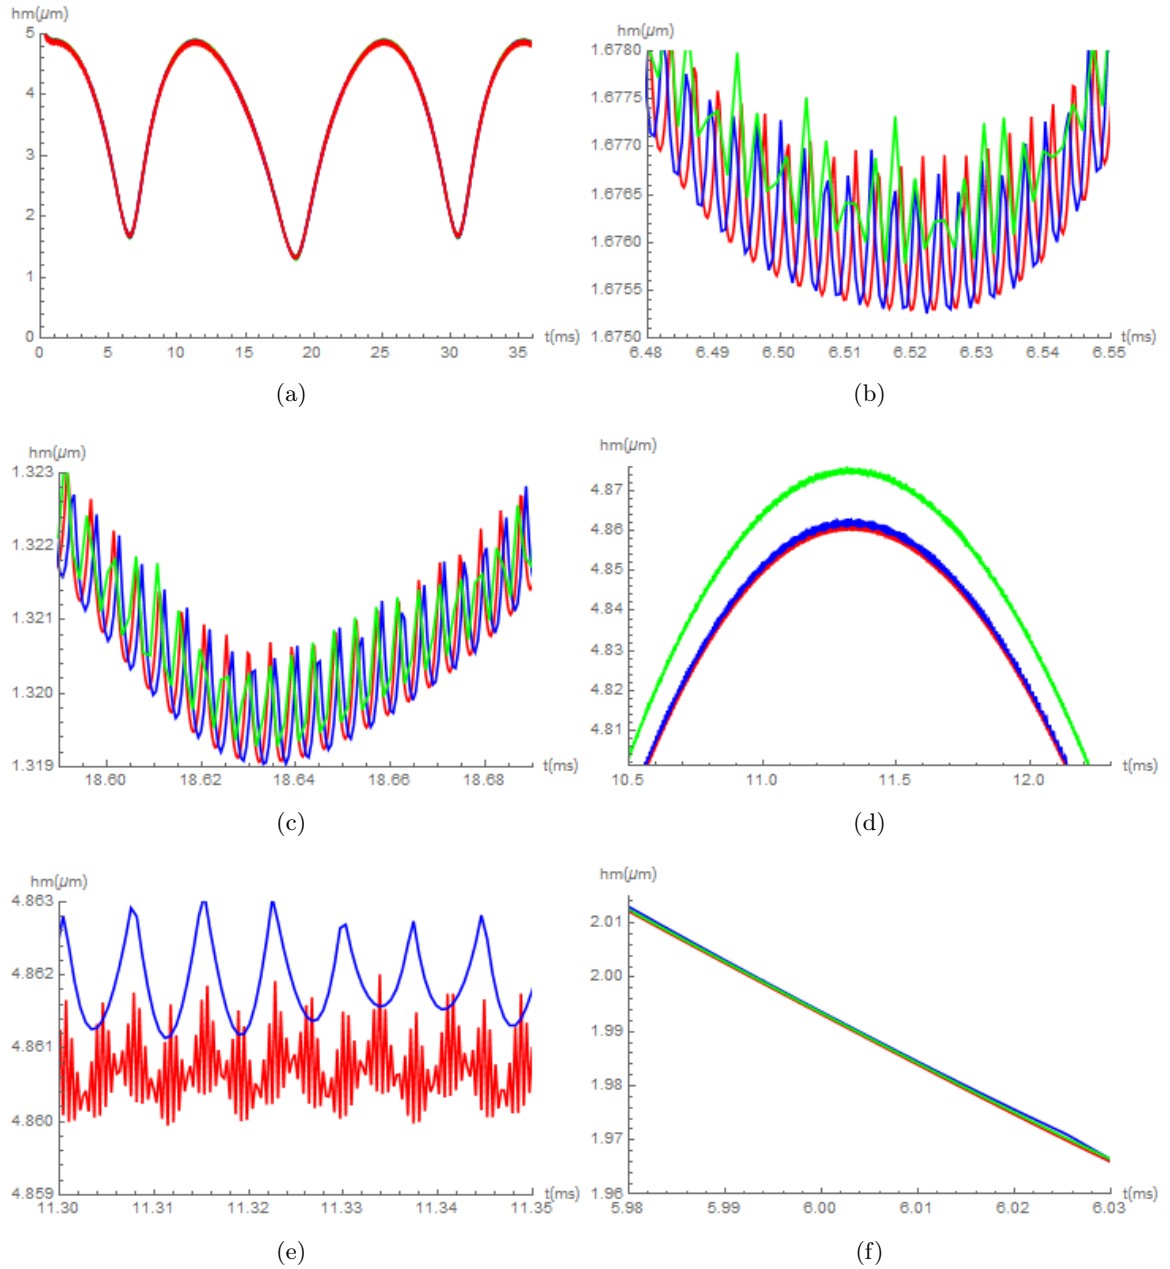 hm(μm)
5
4
3
2
1
0
0 5 10 15 20 25 30 35 t(ms)
(a)
hm(μm)
1.6780
1.6775
1.6770
1.6765
1.6760
1.6755
1.6750
6.48 6.49 6.50 6.51 6.52 6.53 6.54 6.55 t(ms)
(b)
hm(μm)
1.323
1.322
1.321
1.320
1.319
18.60 18.62 18.64 18.66 18.68 t(ms)
(c)
hm(μm)
4.87
4.86
4.85
4.84
4.83
4.82
4.81
10.5 11.0 11.5 12.0 t(ms)
(d)
hm(μm)
4.863
4.862
4.861
4.860
4.859
11.30 11.31 11.32 11.33 11.34 11.35 t(ms)
(e)
hm(μm)
2.01
2.00
1.99
1.98
1.97
1.96
5.98 5.99 6.00 6.01 6.02 6.03 t(ms)
(f)